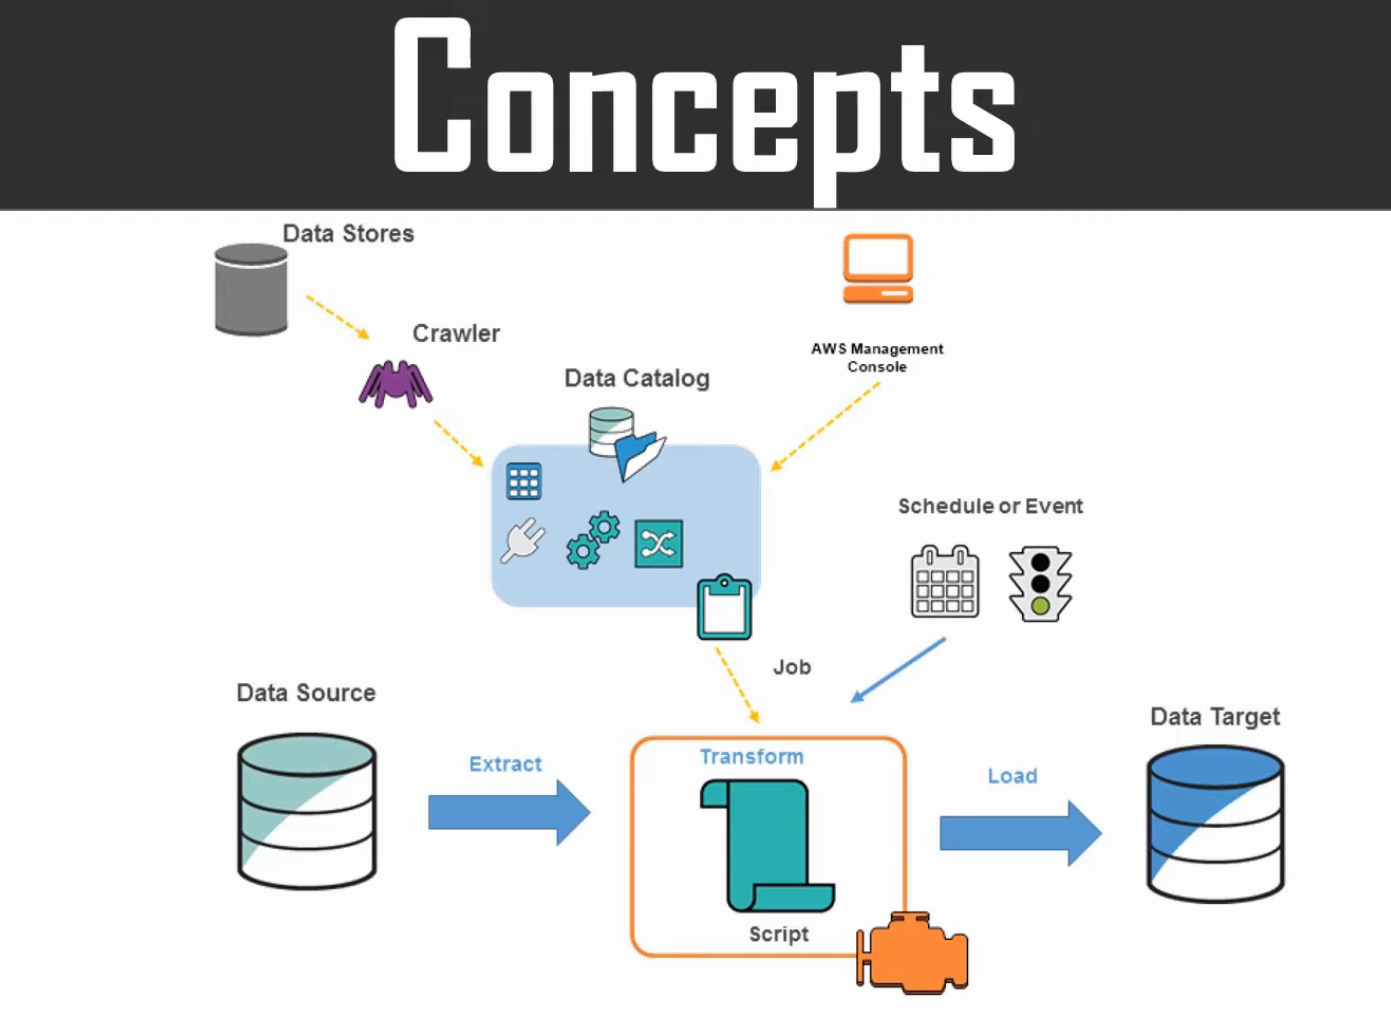 Concepts
Data Stores
Crawler
AWS Management
Console
Data Catalog
Schedule or Event
Job
Data Source
Data Target
Extract
Transform
Load
Script